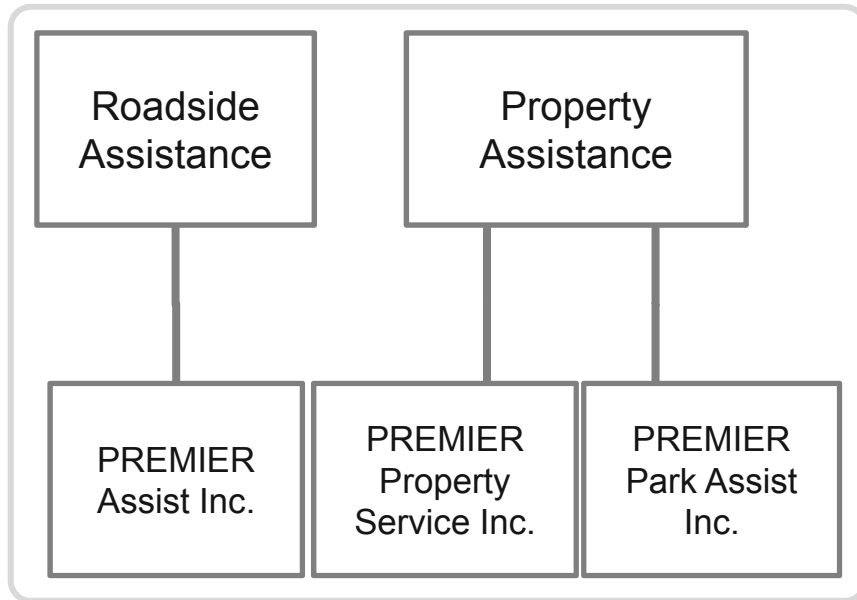 Roadside
Assistance
Property
Assistance
PREMIER
Assist Inc.
PREMIER
Property
Service Inc.
PREMIER
Park Assist
Inc.